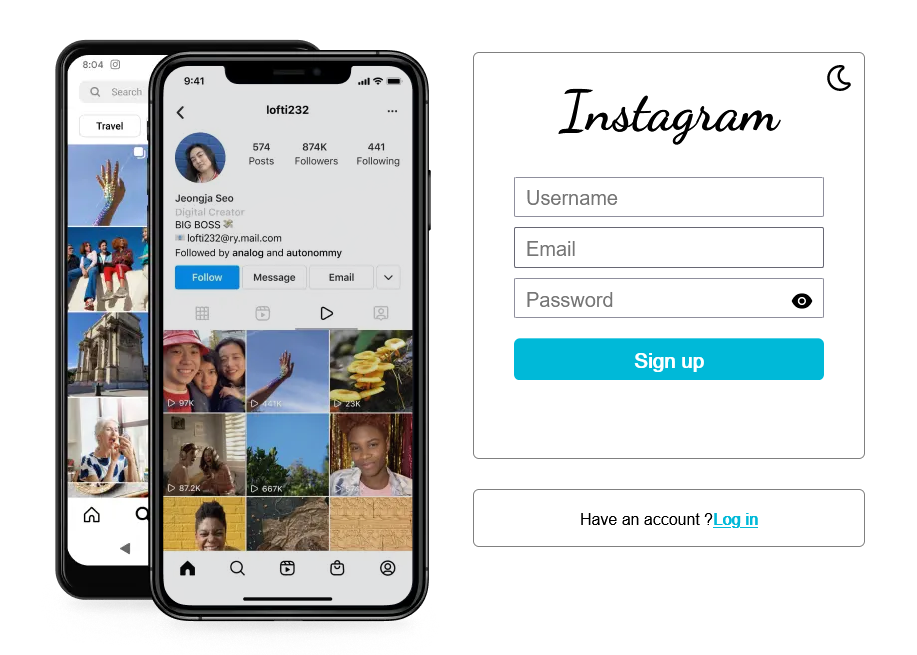 8:04
Search
Travel
9:41
lofti232
574 874K 441
Posts Followers Following
Jeongja Seo
Digital Creator
BIG BOSS
lofti232@ry.mail.com
Followed by analog and autonommy
Follow Message Email
97K 441K 23K
87.2K 667K
Instagram
Username
Email
Password
Sign up
Have an account ?Log in